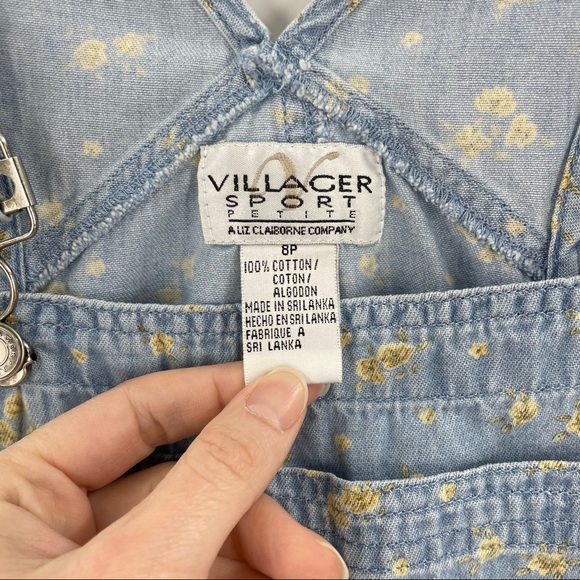 VILLAGER
SPORT
PETITE
A LIZ CLAIBORNE COMPANY
8P
100% COTTON/
COTON/
ALGODON
MADE IN SRI LANKA
HECHO EN SRI LANKA
FABRIQUE A
SRI LANKA